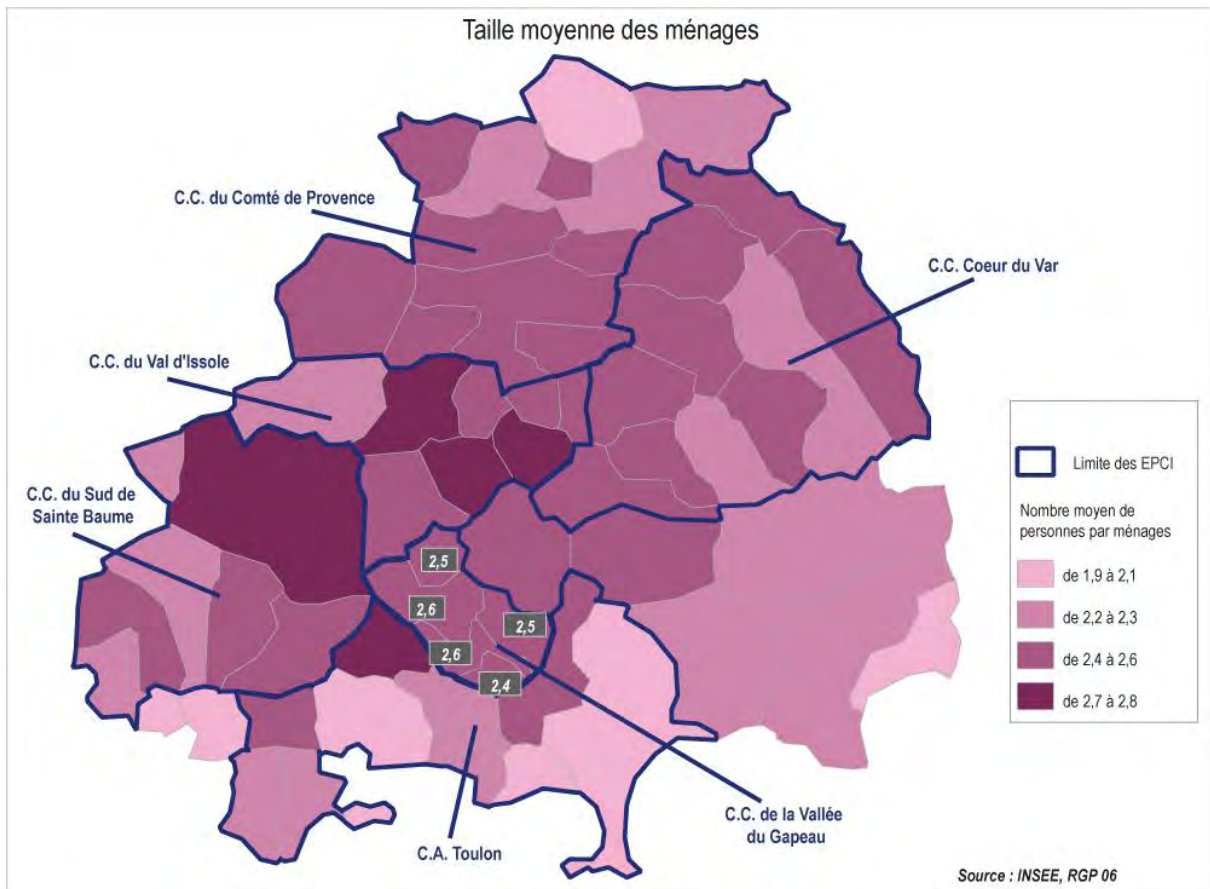 Taille moyenne des ménages
C.C. du Comté de Provence
C.C. Coeur du Var
C.C. du Val d'Issole
C.C. du Sud de
Sainte Baume
2,5
2,6
2,5
2,6
2,4
C.C. de la Vallée
du Gapeau
C.A. Toulon
Limite des EPCI
Nombre moyen de
personnes par ménages
de 1,9 à 2,1
de 2,2 à 2,3
de 2,4 à 2,6
de 2,7 à 2,8
Source : INSEE, RGP 06